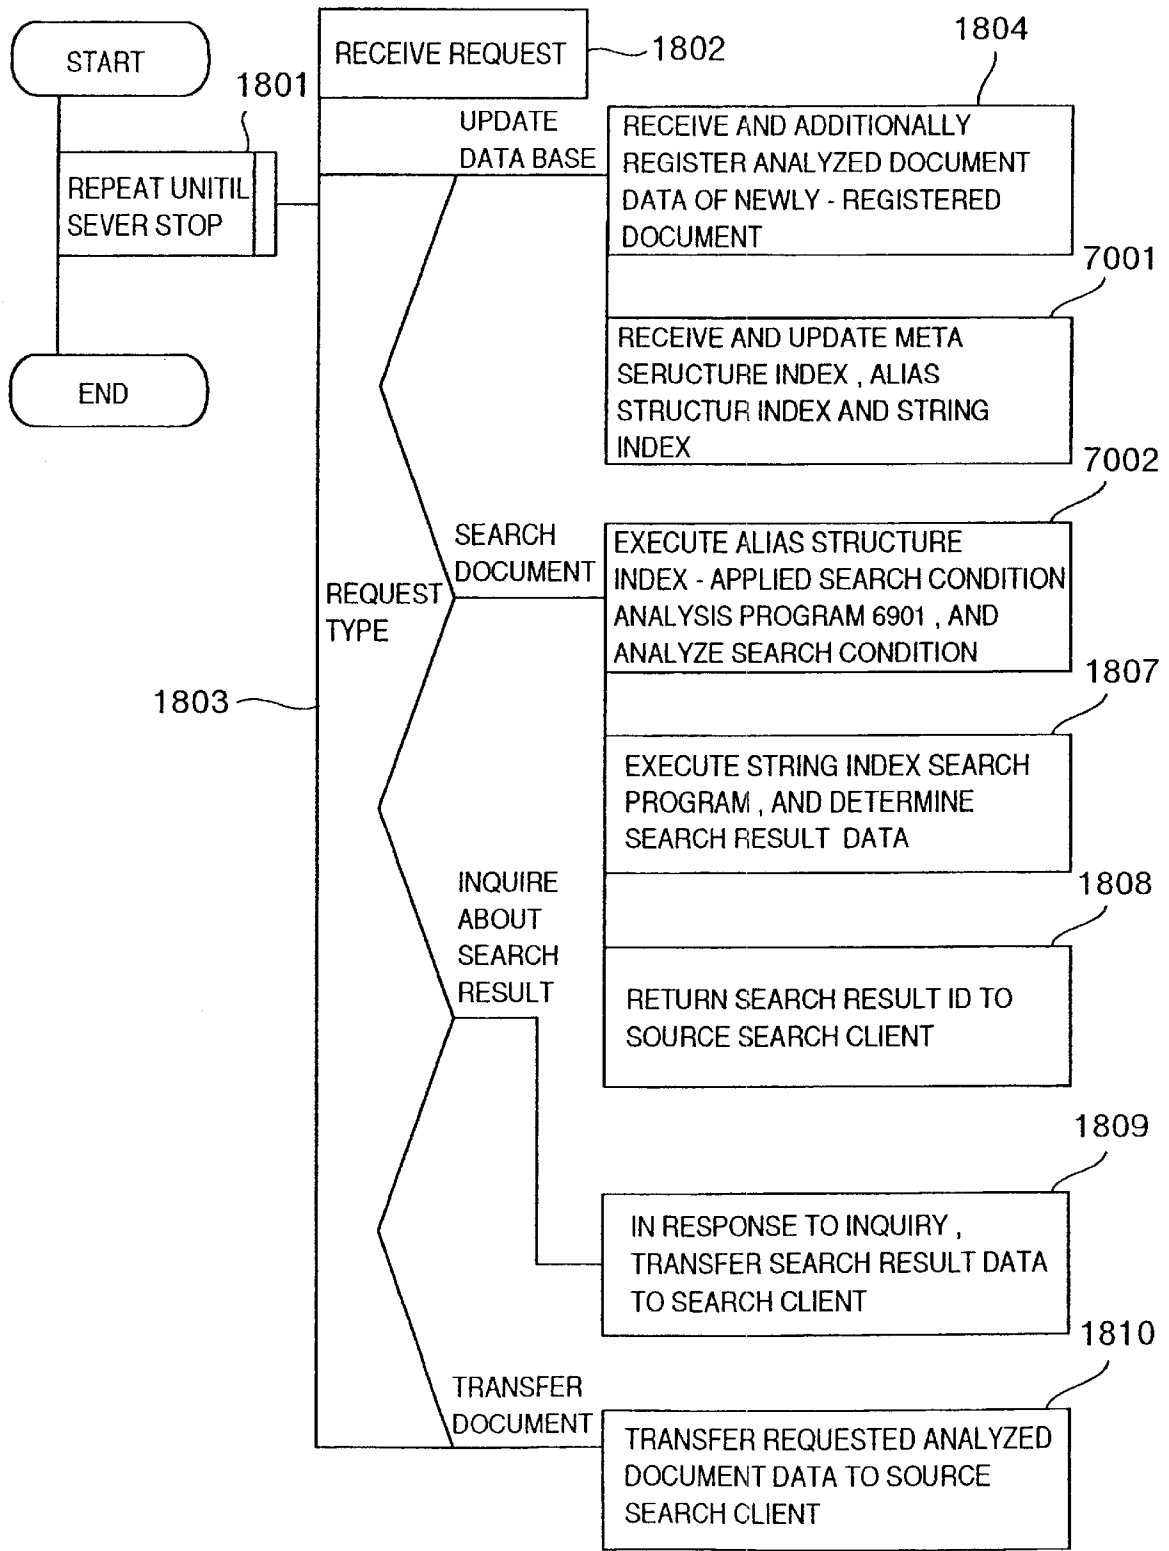 START
1801
REPEAT UNITIL
SEVER STOP
END
RECEIVE REQUEST
1802
1803
REQUEST
TYPE
UPDATE
DATA BASE
1804
RECEIVE AND ADDITIONALLY
REGISTER ANALYZED DOCUMENT
DATA OF NEWLY - REGISTERED
DOCUMENT
7001
RECEIVE AND UPDATE META
SERUCTURE INDEX , ALIAS
STRUCTUR INDEX AND STRING
INDEX
7002
SEARCH
DOCUMENT
EXECUTE ALIAS STRUCTURE
INDEX - APPLIED SEARCH CONDITION
ANALYSIS PROGRAM 6901 , AND
ANALYZE SEARCH CONDITION
1807
EXECUTE STRING INDEX SEARCH
PROGRAM , AND DETERMINE
SEARCH RESULT DATA
1808
RETURN SEARCH RESULT ID TO
SOURCE SEARCH CLIENT
INQUIRE
ABOUT
SEARCH
RESULT
1809
IN RESPONSE TO INQUIRY ,
TRANSFER SEARCH RESULT DATA
TO SEARCH CLIENT
1810
TRANSFER
DOCUMENT
TRANSFER REQUESTED ANALYZED
DOCUMENT DATA TO SOURCE
SEARCH CLIENT